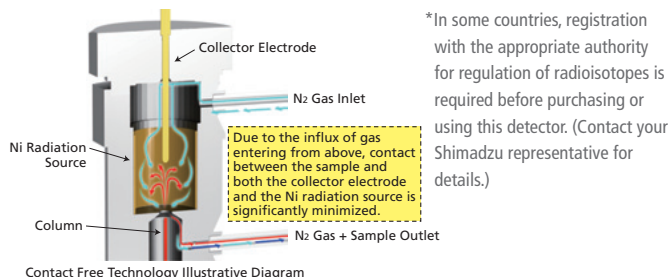 Collector Electrode
N2 Gas Inlet
Ni Radiation
Source
Due to the influx of gas
entering from above, contact
between the sample and
both the collector electrode
and the Ni radiation source is
significantly minimized.
Column
N2 Gas + Sample Outlet
Contact Free Technology Illustrative Diagram
*In some countries, registration
with the appropriate authority
for regulation of radioisotopes is
required before purchasing or
using this detector. (Contact your
Shimadzu representative for
details.)